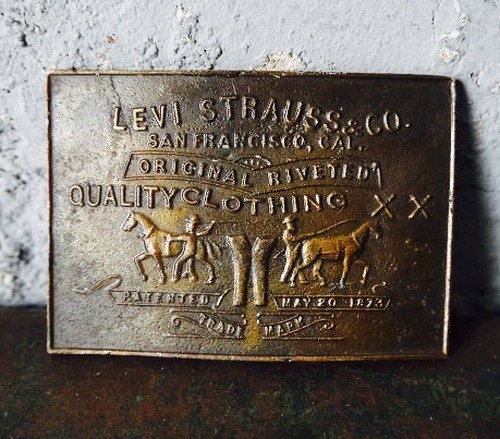 LEVI STRAUSS & CO.
SAN FRANCISCO, CAL.
ORIGINAL RIVETED
QUALITY CLOTHING XX
PATENTED MAY 20 1873
TRADE MARK